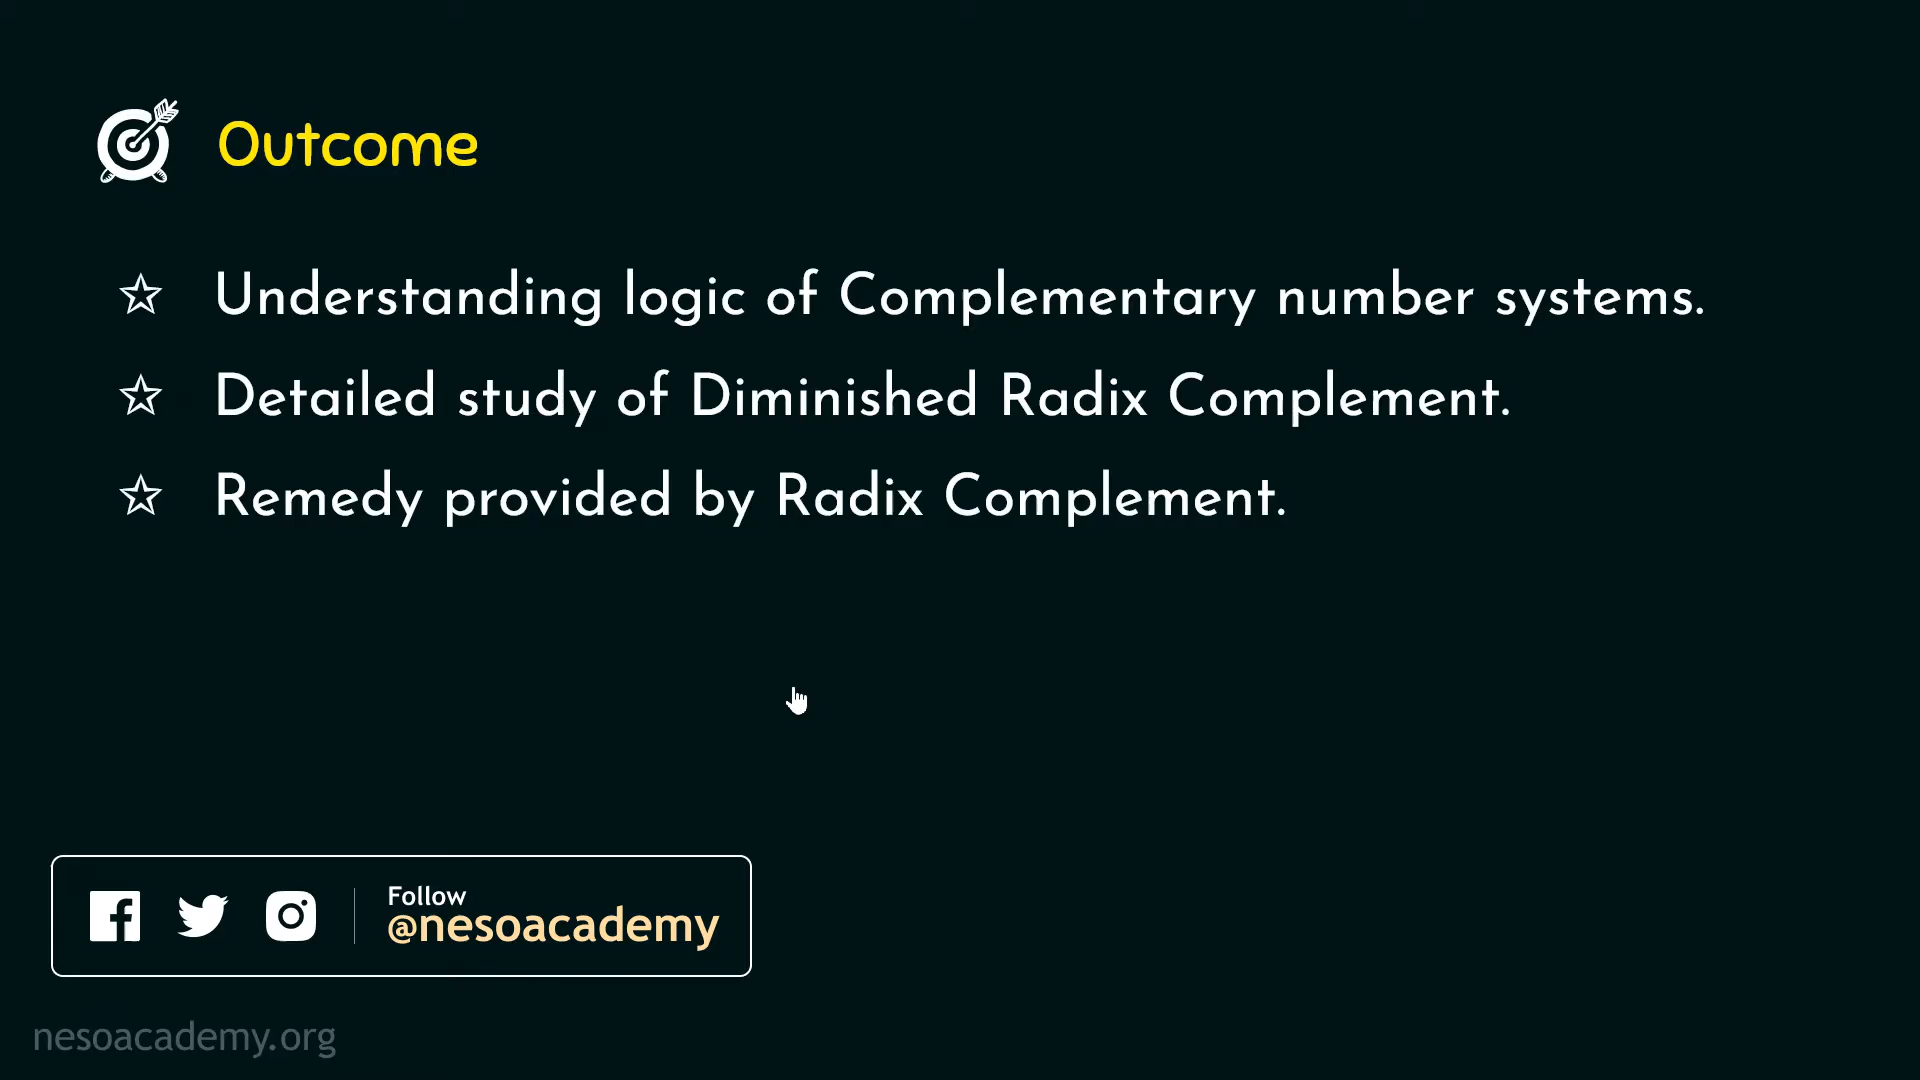 Outcome
Understanding logic of Complementary number systems.
Detailed study of Diminished Radix Complement.
Remedy provided by Radix Complement.
Follow
@nesoacademy
nesoacademy.org